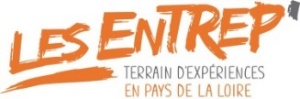 LES ENTREP'
TERRAIN D'EXPÉRIENCES
EN PAYS DE LA LOIRE